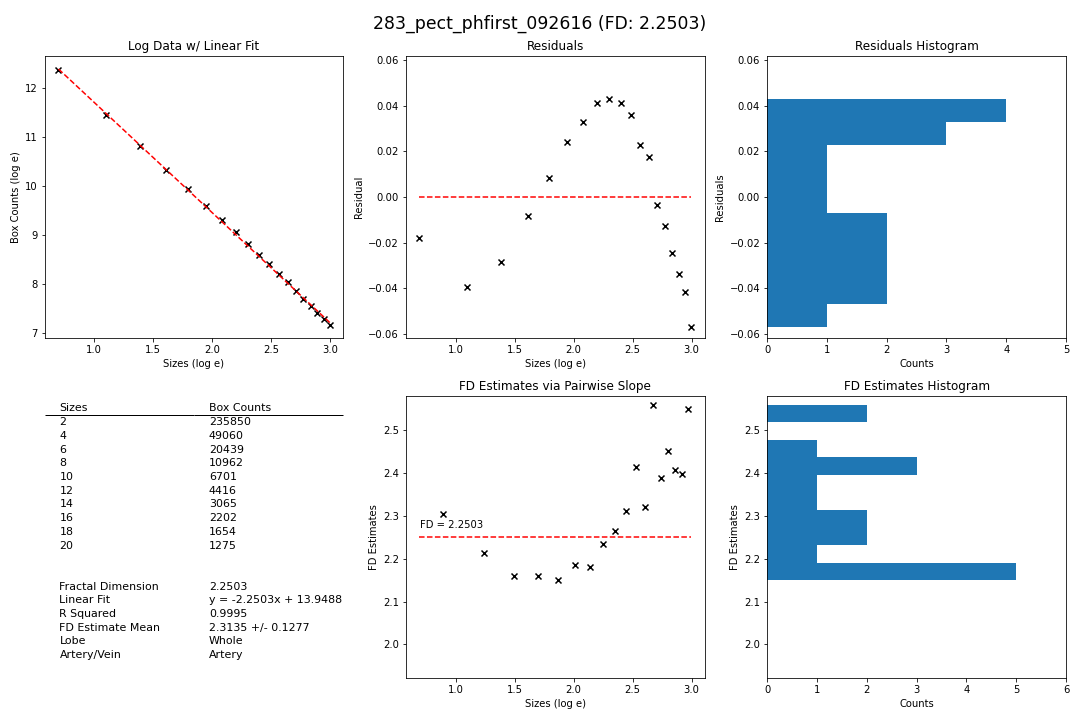 283_pect_phfirst_092616 (FD: 2.2503)
Log Data w/ Linear Fit
Box Counts (log e)
12
11
10
9
8
7
1.0 1.5 2.0 2.5 3.0
Sizes (log e)
Residuals
Residual
0.06
0.04
0.02
0.00
−0.02
−0.04
−0.06
1.0 1.5 2.0 2.5 3.0
Sizes (log e)
Residuals Histogram
Residuals
0.06
0.04
0.02
0.00
−0.02
−0.04
−0.06
0 1 2 3 4 5
Counts
Sizes Box Counts
2 235850
4 49060
6 20439
8 10962
10 6701
12 4416
14 3065
16 2202
18 1654
20 1275
Fractal Dimension 2.2503
Linear Fit y = -2.2503x + 13.9488
R Squared 0.9995
FD Estimate Mean 2.3135 +/- 0.1277
Lobe Whole
Artery/Vein Artery
FD Estimates via Pairwise Slope
FD Estimates
2.5
2.4
2.3
2.2
2.1
2.0
FD = 2.2503
1.0 1.5 2.0 2.5 3.0
Sizes (log e)
FD Estimates Histogram
FD Estimates
2.5
2.4
2.3
2.2
2.1
2.0
0 1 2 3 4 5 6
Counts